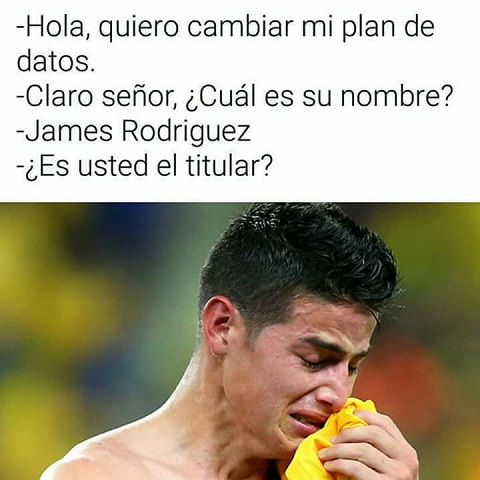 -Hola, quiero cambiar mi plan de
datos.
-Claro señor, ¿Cuál es su nombre?
-James Rodriguez
-¿Es usted el titular?